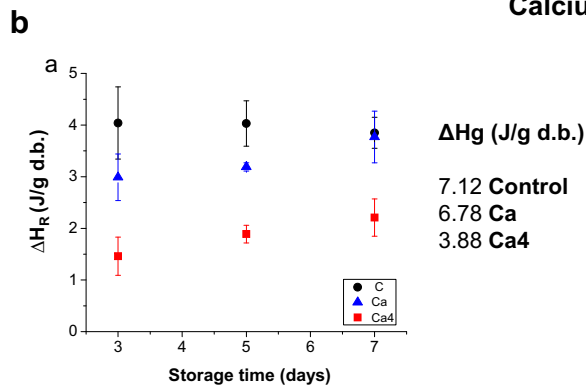 Calciu
b
a
5
4
3
2
1
0
ΔH_R (J/g d.b.)
3 4 5 6 7
Storage time (days)
C
Ca
Ca4
ΔHg (J/g d.b.)
7.12 Control
6.78 Ca
3.88 Ca4